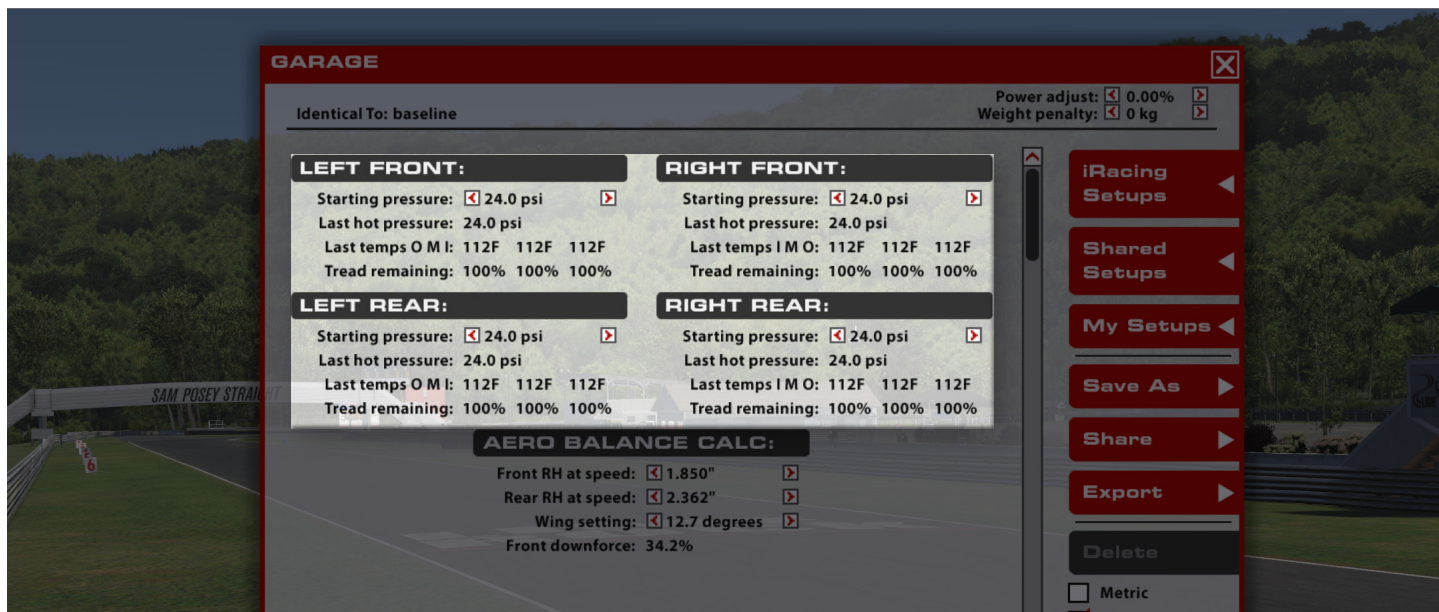 GARAGE
Identical To: baseline
Power adjust: 0.00%
Weight penalty: 0 kg
LEFT FRONT:
Starting pressure: 24.0 psi
Last hot pressure: 24.0 psi
Last temps O M I: 112F 112F 112F
Tread remaining: 100% 100% 100%
RIGHT FRONT:
Starting pressure: 24.0 psi
Last hot pressure: 24.0 psi
Last temps I M O: 112F 112F 112F
Tread remaining: 100% 100% 100%
LEFT REAR:
Starting pressure: 24.0 psi
Last hot pressure: 24.0 psi
Last temps O M I: 112F 112F 112F
Tread remaining: 100% 100% 100%
RIGHT REAR:
Starting pressure: 24.0 psi
Last hot pressure: 24.0 psi
Last temps I M O: 112F 112F 112F
Tread remaining: 100% 100% 100%
AERO BALANCE CALC:
Front RH at speed: 1.850"
Rear RH at speed: 2.362"
Wing setting: 12.7 degrees
Front downforce: 34.2%
iRacing
Setups
Shared
Setups
My Setups
Save As
Share
Export
Delete
Metric
SAM POSEY STRAIGHT
6